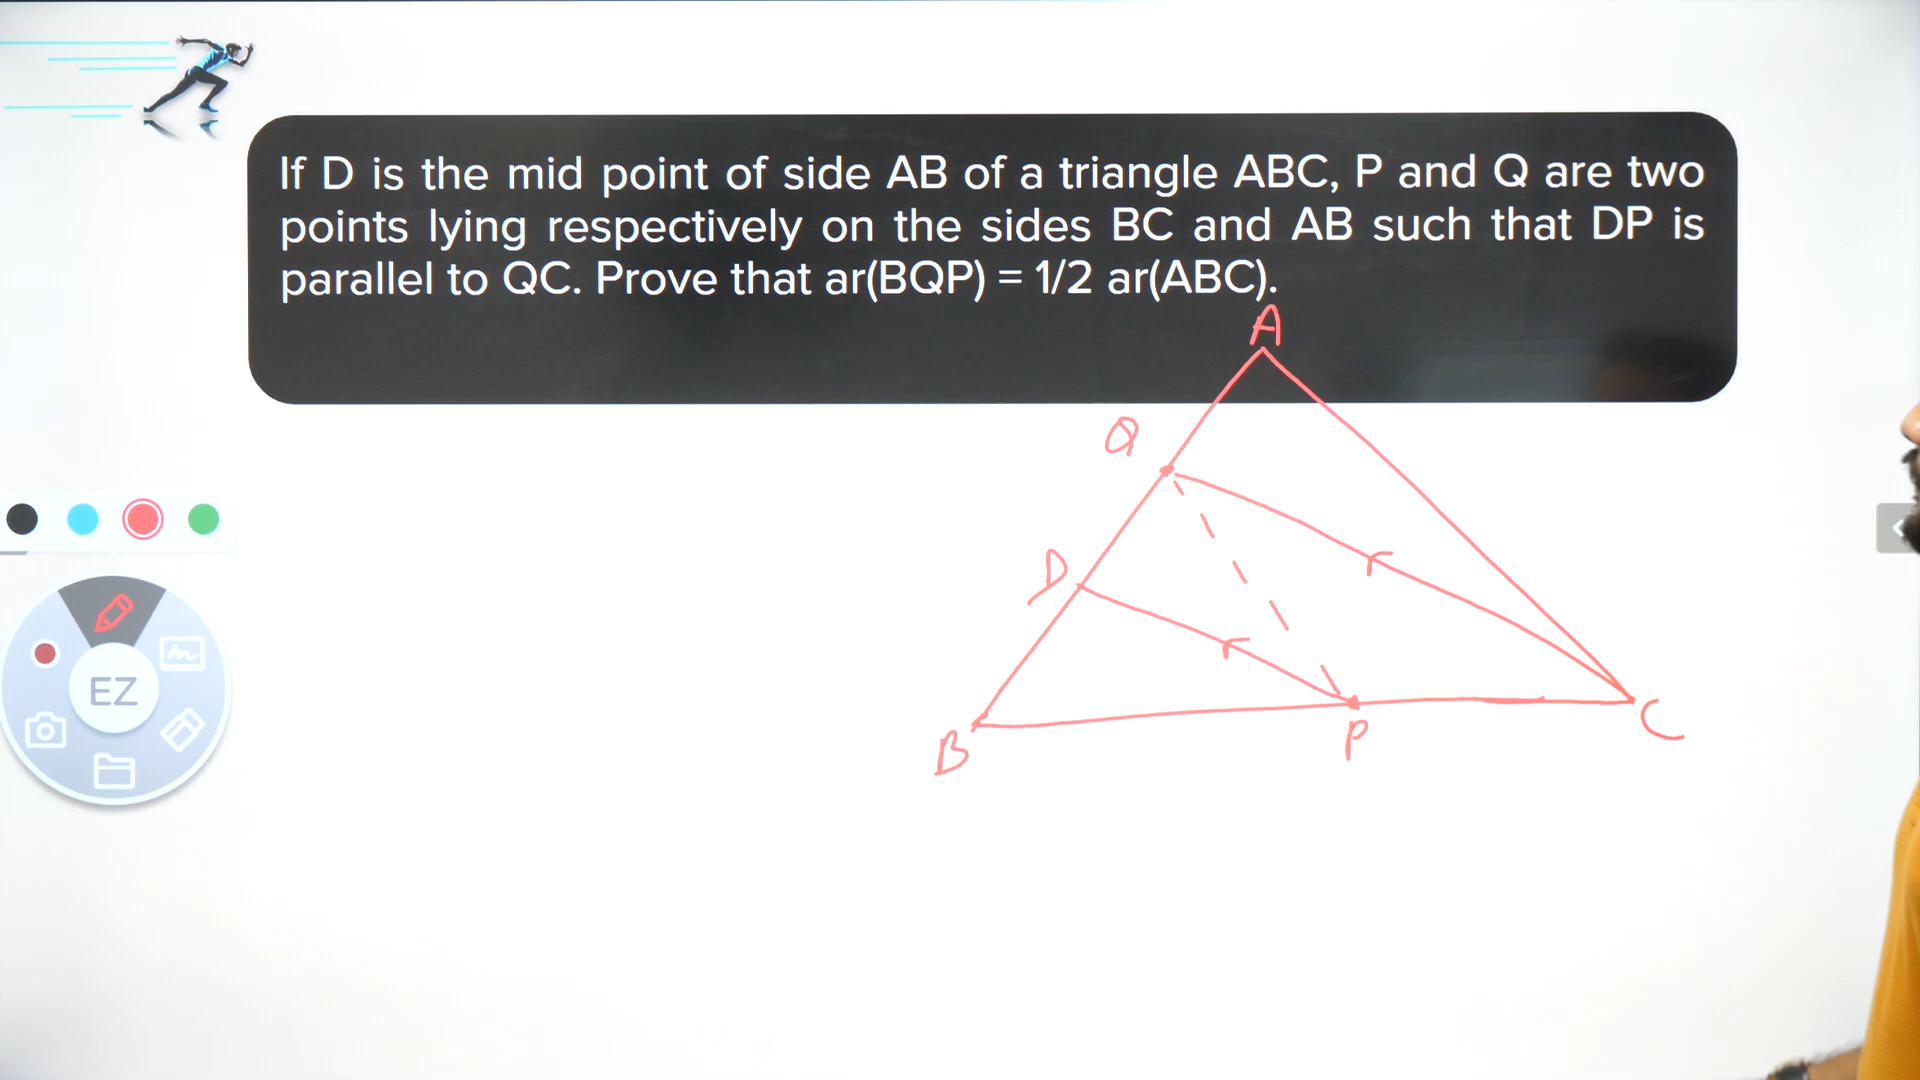 If D is the mid point of side AB of a triangle ABC, P and Q are two
points lying respectively on the sides BC and AB such that DP is
parallel to QC. Prove that ar(BQP) = 1/2 ar(ABC).
A
Q
D
B
P
C
EZ